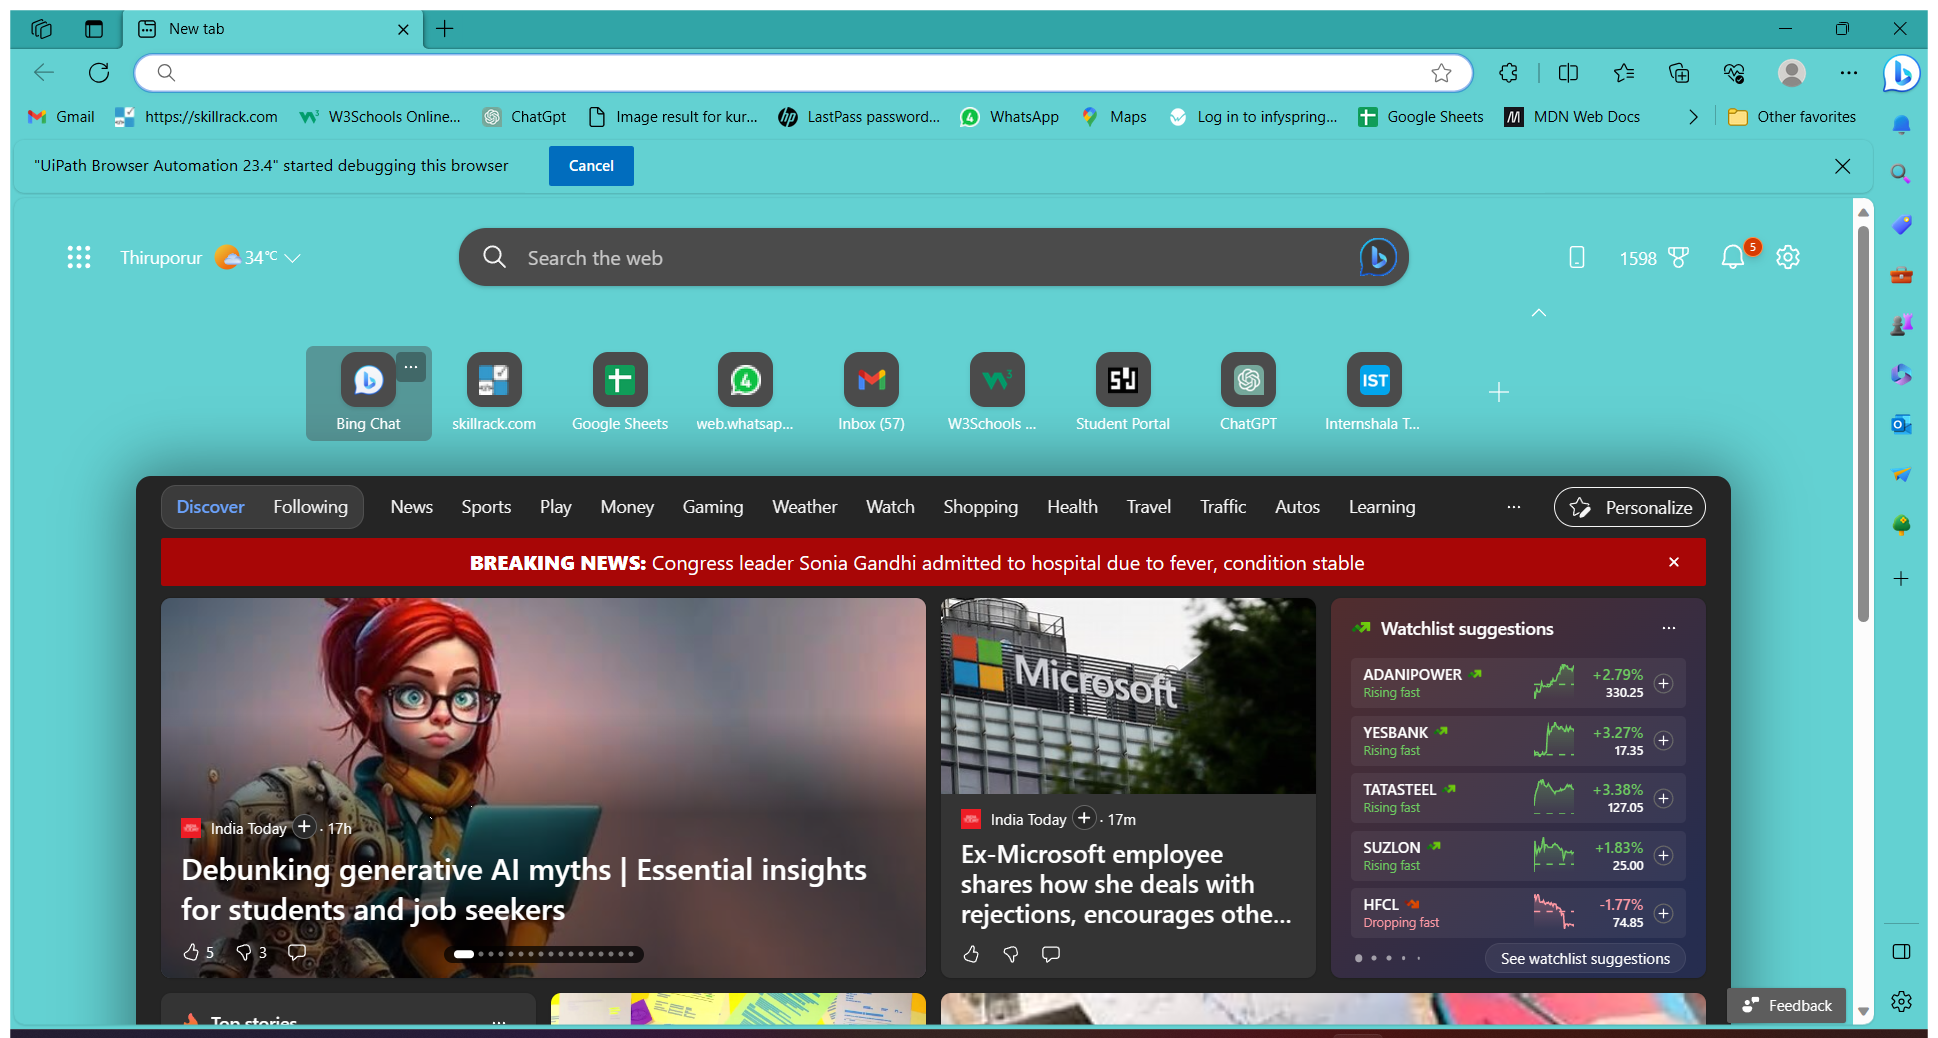 New tab
Gmail https://skillrack.com W3Schools Online... ChatGpt Image result for kur... LastPass password... WhatsApp Maps Log in to infyspring... Google Sheets MDN Web Docs Other favorites
"UiPath Browser Automation 23.4" started debugging this browser Cancel
Thiruporur 34°C Search the web 1598 5
Bing Chat skillrack.com Google Sheets web.whatsap... Inbox (57) W3Schools ... Student Portal ChatGPT Internshala T...
Discover Following News Sports Play Money Gaming Weather Watch Shopping Health Travel Traffic Autos Learning ... Personalize
BREAKING NEWS: Congress leader Sonia Gandhi admitted to hospital due to fever, condition stable
India Today · 17h
Debunking generative AI myths | Essential insights
for students and job seekers
5 3
Microsoft
India Today · 17m
Ex-Microsoft employee
shares how she deals with
rejections, encourages othe...
Watchlist suggestions
ADANIPOWER +2.79%
Rising fast 330.25
YESBANK +3.27%
Rising fast 17.35
TATASTEEL +3.38%
Rising fast 127.05
SUZLON +1.83%
Rising fast 25.00
HFCL -1.77%
Dropping fast 74.85
See watchlist suggestions
Top stories
Feedback